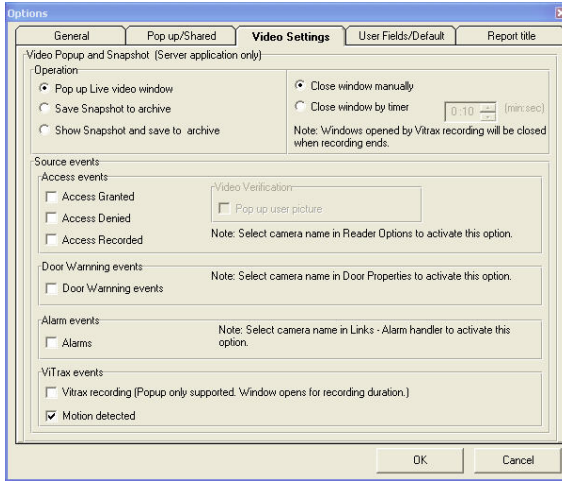 Options
General
Pop up/Shared
Video Settings
User Fields/Default
Report title
Video Popup and Snapshot (Server application only)
Operation
Pop up Live video window
Save Snapshot to archive
Show Snapshot and save to archive
Close window manually
Close window by timer
0:10
(min:sec)
Note: Windows opened by Vitrax recording will be closed
when recording ends.
Source events
Access events
Access Granted
Access Denied
Access Recorded
Video Verification
Pop up user picture
Note: Select camera name in Reader Options to activate this option.
Door Warnning events
Door Warnning events
Note: Select camera name in Door Properties to activate this option.
Alarm events
Alarms
Note: Select camera name in Links - Alarm handler to activate this
option.
ViTrax events
Vitrax recording (Popup only supported. Window opens for recording duration.)
Motion detected
OK
Cancel